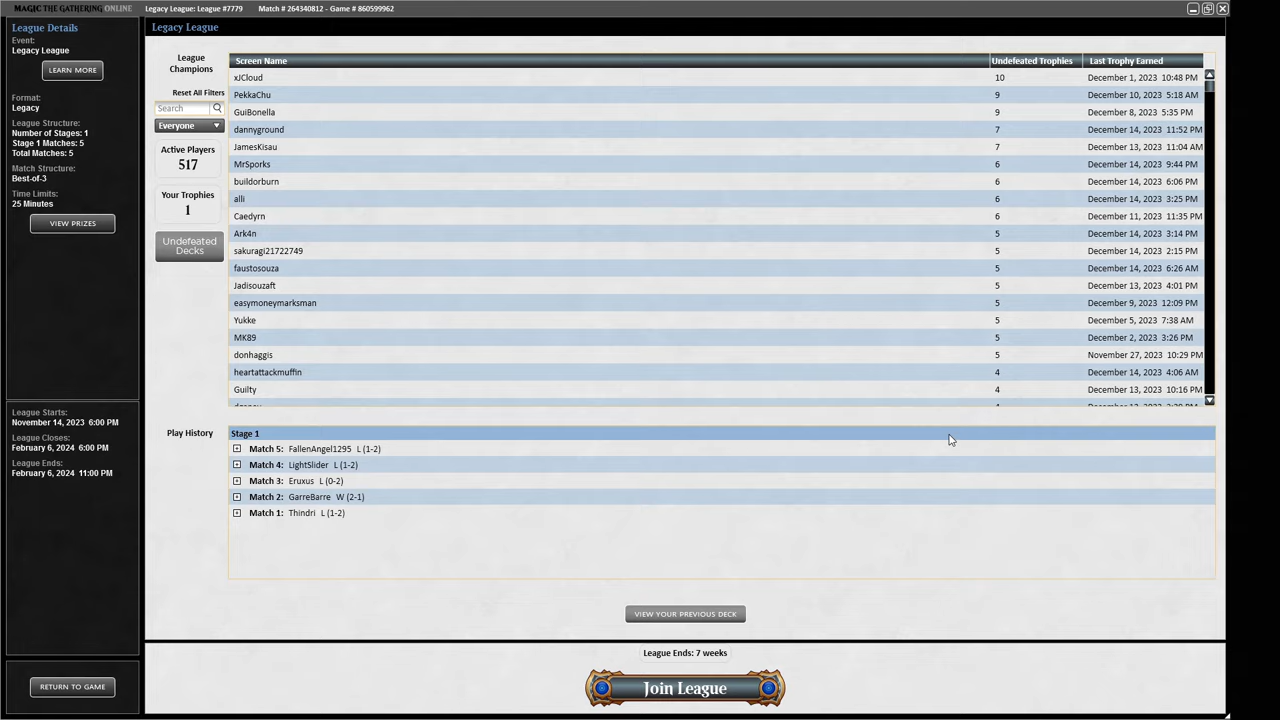 MAGIC THE GATHERING ONLINE Legacy League: League #7779 Match # 264340812 - Game # 860599962
League Details
Event:
Legacy League
LEARN MORE
Format:
Legacy
League Structure:
Number of Stages: 1
Stage 1 Matches: 5
Total Matches: 5
Match Structure:
Best-of-3
Time Limits:
25 Minutes
VIEW PRIZES
League Starts:
November 14, 2023 6:00 PM
League Closes:
February 6, 2024 6:00 PM
League Ends:
February 6, 2024 11:00 PM
RETURN TO GAME
Legacy League
League
Champions
Reset All Filters
Search
Everyone
Active Players
517
Your Trophies
1
Undefeated
Decks
Screen Name Undefeated Trophies Last Trophy Earned
xJCloud 10 December 1, 2023 10:48 PM
PekkaChu 9 December 10, 2023 5:18 AM
GuiBonella 9 December 8, 2023 5:35 PM
dannyground 7 December 14, 2023 11:52 PM
JamesKisau 7 December 13, 2023 11:04 AM
MrSporks 6 December 14, 2023 9:44 PM
buildorburn 6 December 14, 2023 6:06 PM
alli 6 December 14, 2023 3:25 PM
Caedyrn 6 December 11, 2023 11:35 PM
Ark4n 5 December 14, 2023 3:14 PM
sakuragi21722749 5 December 14, 2023 2:15 PM
faustosouza 5 December 14, 2023 6:26 AM
Jadisouzaft 5 December 13, 2023 4:01 PM
easymoneymarksman 5 December 9, 2023 12:09 PM
Yukke 5 December 5, 2023 7:38 AM
MK89 5 December 2, 2023 3:26 PM
donhaggis 5 November 27, 2023 10:29 PM
heartattackmuffin 4 December 14, 2023 4:06 AM
Guilty 4 December 13, 2023 10:16 PM
Play History
Stage 1
Match 5: FallenAngel1295 L (1-2)
Match 4: LightSlider L (1-2)
Match 3: Eruxus L (0-2)
Match 2: GarreBarre W (2-1)
Match 1: Thindri L (1-2)
VIEW YOUR PREVIOUS DECK
League Ends: 7 weeks
Join League